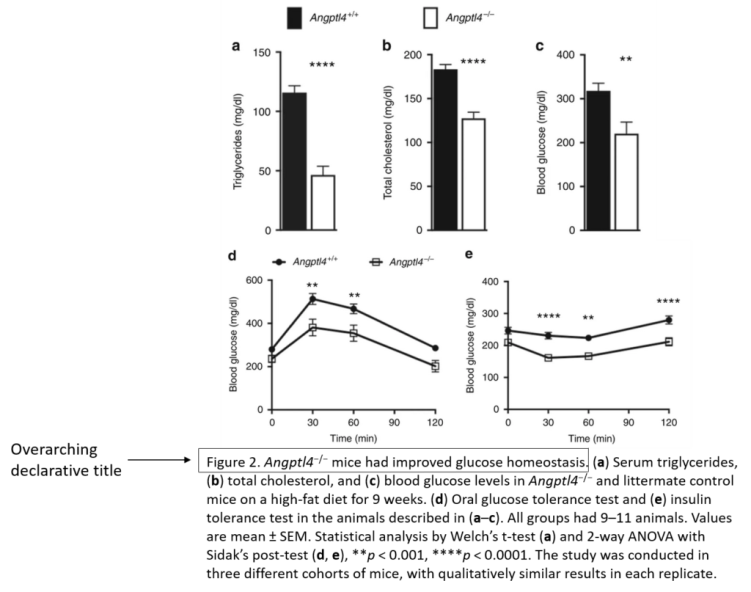 Angptl4+/+ Angptl4−/−
a
Triglycerides (mg/dl)
150
100
50
0
****
b
Total cholesterol (mg/dl)
200
150
100
50
0
****
c
Blood glucose (mg/dl)
400
300
200
100
0
**
d
Angptl4+/+ Angptl4−/−
Blood glucose (mg/dl)
600
400
200
0
** **
0 30 60 90 120
Time (min)
e
Blood glucose (mg/dl)
400
300
200
100
0
**** ** ****
0 30 60 90 120
Time (min)
Overarching
declarative title
Figure 2. Angptl4−/− mice had improved glucose homeostasis. (a) Serum triglycerides,
(b) total cholesterol, and (c) blood glucose levels in Angptl4−/− and littermate control
mice on a high-fat diet for 9 weeks. (d) Oral glucose tolerance test and (e) insulin
tolerance test in the animals described in (a–c). All groups had 9–11 animals. Values
are mean ± SEM. Statistical analysis by Welch's t-test (a) and 2-way ANOVA with
Sidak's post-test (d, e), **p < 0.001, ****p < 0.0001. The study was conducted in
three different cohorts of mice, with qualitatively similar results in each replicate.